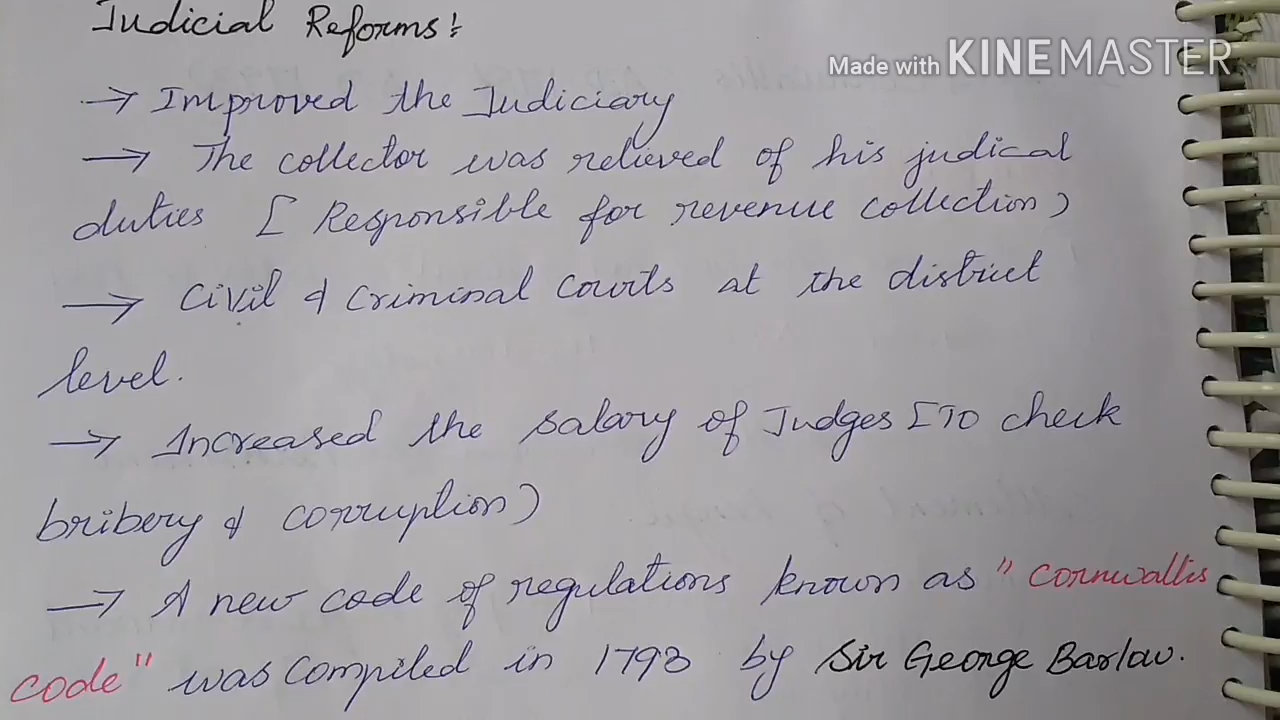 Judicial Reforms:
Made with KINEMASTER
→ Improved the Judiciary
→ The collector was relieved of his judical
duties [ Responsible for revenue collection)
→ Civil & Criminal Courts at the district
level.
→ Increased the salary of Judges [To check
bribery & corruption)
→ A new code of regulations known as "Cornwallis
code" was compiled in 1793 by Sir George Barlow.